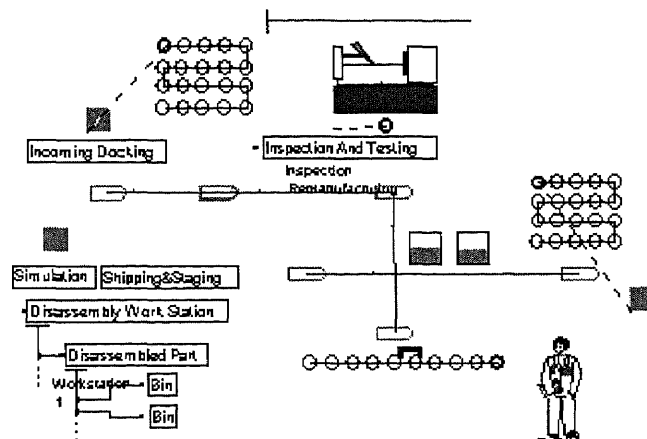 Incoming Docking
Inspection And Testing
Inspection
Remanufacturing
Simulation
Shipping&Staging
Disassembly Work Station
Disassembled Part
Workstation
1
Bin
Bin